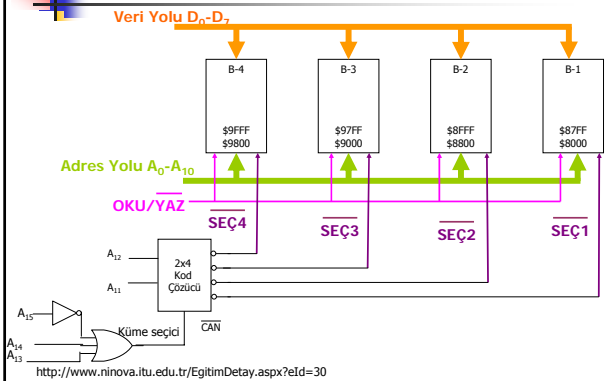 Veri Yolu D₀-D₇
B-4
B-3
B-2
B-1
$9FFF
$9800
$97FF
$9000
$8FFF
$8800
$87FF
$8000
Adres Yolu A₀-A₁₀
OKU/YAZ
SEÇ4
SEÇ3
SEÇ2
SEÇ1
A₁₂
A₁₁
2x4
Kod
Çözücü
CAN
A₁₅
A₁₄
A₁₃
Küme seçici
http://www.ninova.itu.edu.tr/EgitimDetay.aspx?eId=30